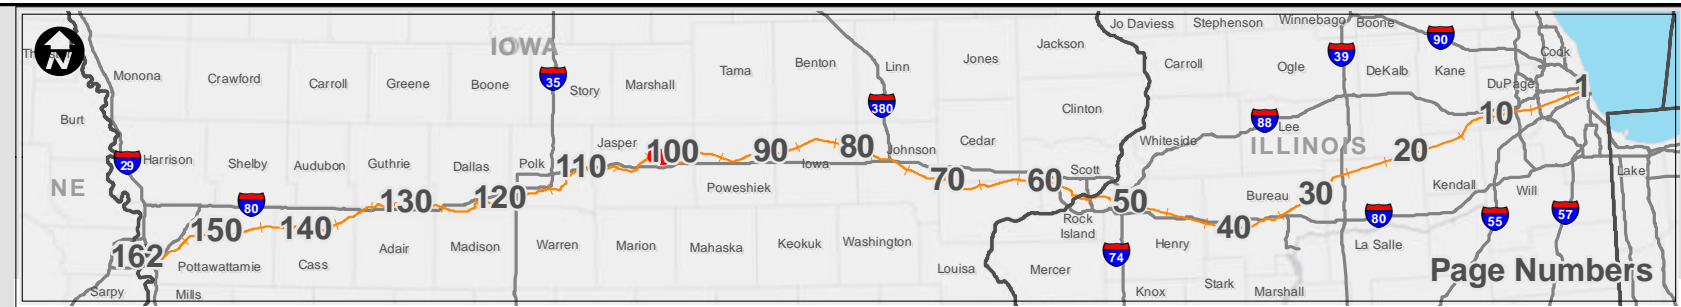 Jo Daviess Stephenson Winnebago Boone
IOWA
N
Monona Crawford Carroll Greene Boone 35 Story Marshall Tama Benton Linn Jones Jackson Carroll Ogle 39 DeKalb 90 Kane Cook
DuPage 1
Burt 380 Clinton 88 Lee 10
Whiteside ILLINOIS
29 Harrison Shelby Audubon Guthrie Dallas Polk 110 Jasper 100 90 Iowa 80 Johnson Cedar Scott 20 Lake
NE 80 150 140 130 120 Poweshiek 70 60 50 Bureau 30 Kendall Will
162 Pottawattamie Cass Adair Madison Warren Marion Mahaska Keokuk Washington Louisa Rock
Island
Mercer 74 Henry 40 La Salle 80 55 57
Sarpy Mills Knox Stark Marshall
Page Numbers